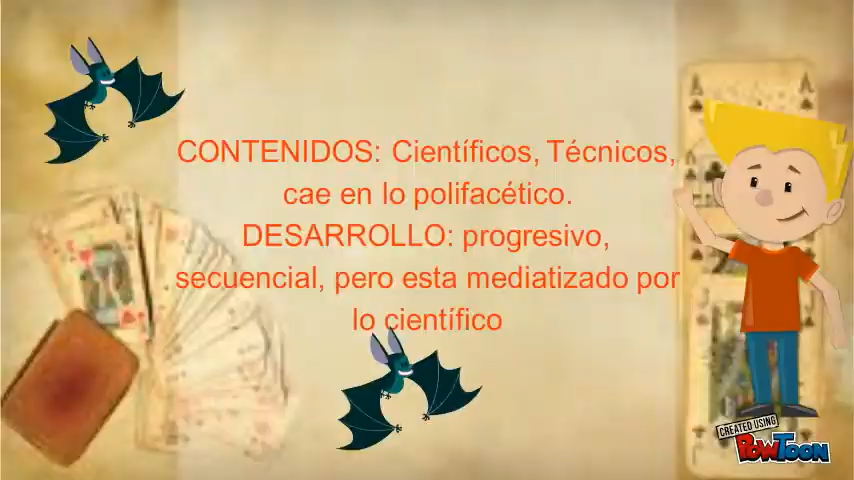 CONTENIDOS: Científicos, Técnicos,
cae en lo polifacético.
DESARROLLO: progresivo,
secuencial, pero esta mediatizado por
lo científico
CREATED USING
POWTOON